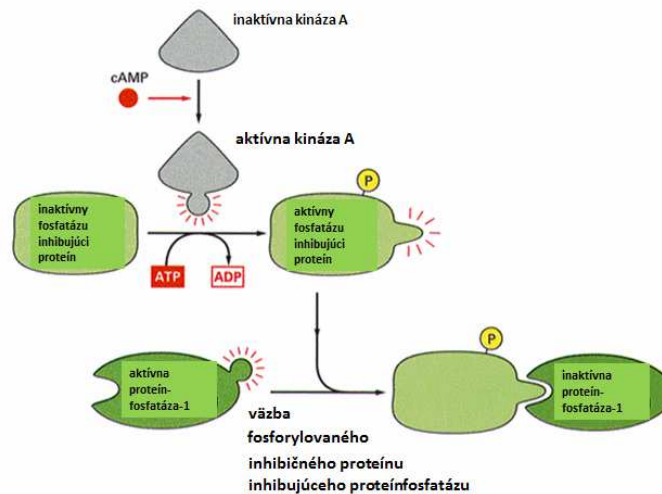 inaktívna kináza A
cAMP
aktívna kináza A
P
inaktívny
fosfatázu
inhibujúci
proteín
aktívny
fosfatázu
inhibujúci
proteín
ATP
ADP
P
aktívna
proteín-
fosfatáza-1
inaktívna
proteín-
fosfatáza-1
väzba
fosforylovaného
inhibičného proteínu
inhibujúceho proteínfosfatázu